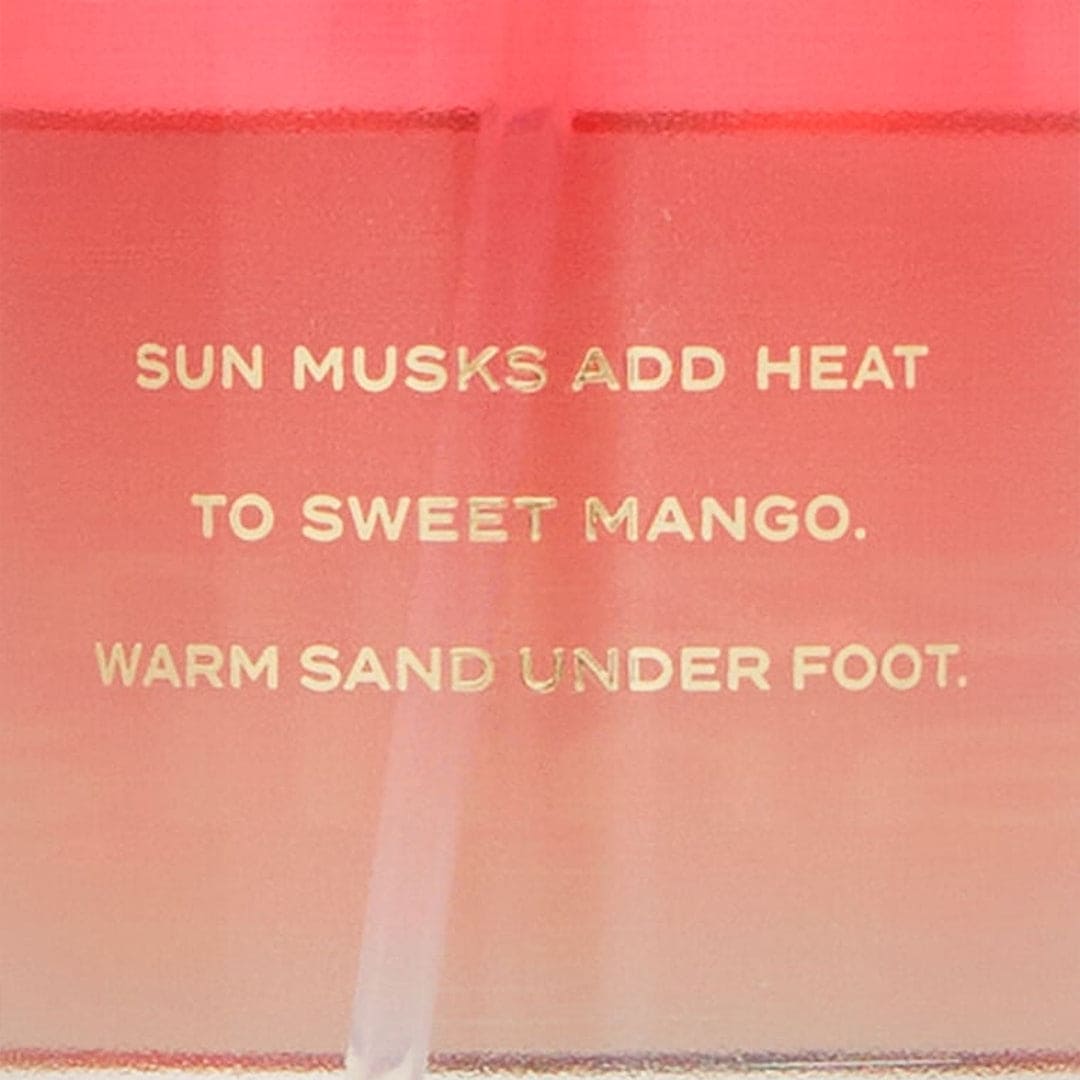 SUN MUSKS ADD HEAT
TO SWEET MANGO.
WARM SAND UNDER FOOT.